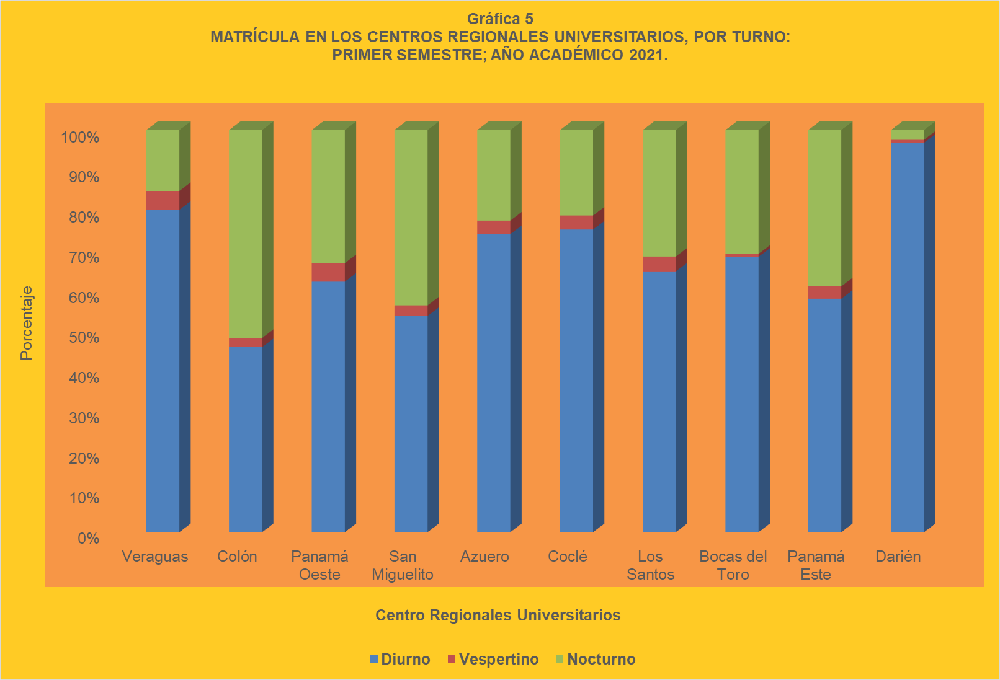 Gráfica 5
MATRÍCULA EN LOS CENTROS REGIONALES UNIVERSITARIOS, POR TURNO:
PRIMER SEMESTRE; AÑO ACADÉMICO 2021.
Porcentaje
100%
90%
80%
70%
60%
50%
40%
30%
20%
10%
0%
Veraguas
Colón
Panamá
Oeste
San
Miguelito
Azuero
Coclé
Los
Santos
Bocas del
Toro
Panamá
Este
Darién
Centro Regionales Universitarios
Diurno
Vespertino
Nocturno